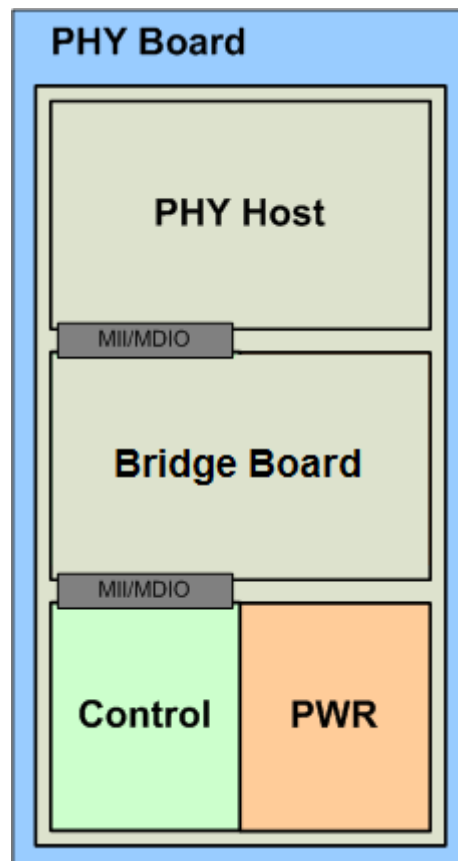 PHY Board
PHY Host
MII/MDIO
Bridge Board
MII/MDIO
Control
PWR